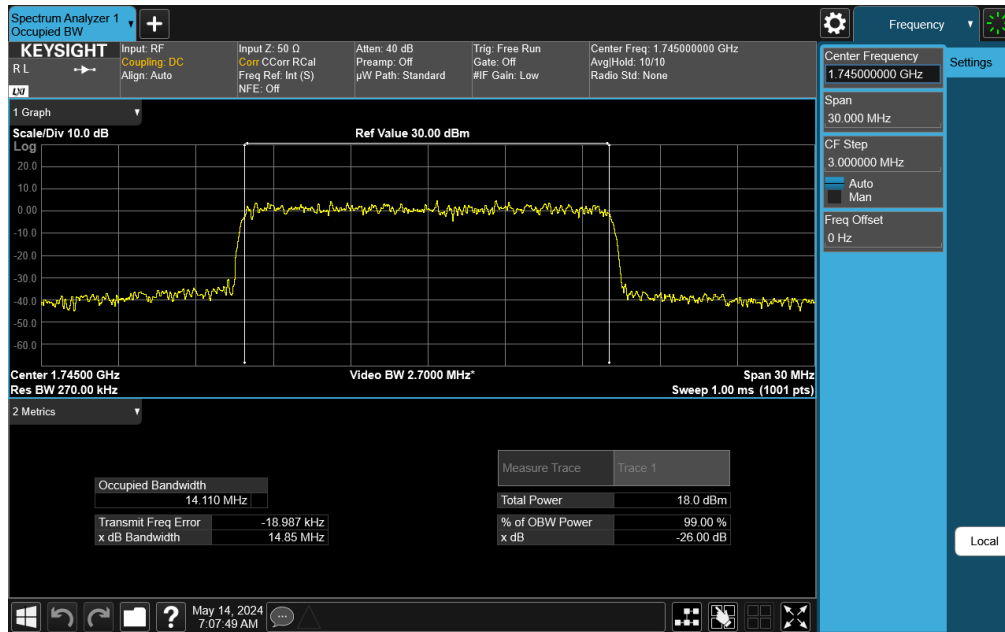 Spectrum Analyzer 1
Occupied BW
Frequency
KEYSIGHT
R L
LXI
Input: RF
Coupling: DC
Align: Auto
Input Z: 50 Ω
Corr CCorr RCal
Freq Ref: Int (S)
NFE: Off
Atten: 40 dB
Preamp: Off
µW Path: Standard
Trig: Free Run
Gate: Off
#IF Gain: Low
Center Freq: 1.745000000 GHz
Avg|Hold: 10/10
Radio Std: None
Center Frequency
1.745000000 GHz
Settings
Span
30.000 MHz
CF Step
3.000000 MHz
Auto
Man
Freq Offset
0 Hz
Local
1 Graph
Scale/Div 10.0 dB
Ref Value 30.00 dBm
Log
20.0
10.0
0.00
-10.0
-20.0
-30.0
-40.0
-50.0
-60.0
Center 1.74500 GHz
Video BW 2.7000 MHz*
Span 30 MHz
Res BW 270.00 kHz
Sweep 1.00 ms (1001 pts)
2 Metrics
Measure Trace
Trace 1
Occupied Bandwidth
14.110 MHz
Total Power
18.0 dBm
Transmit Freq Error
-18.987 kHz
% of OBW Power
99.00 %
x dB Bandwidth
14.85 MHz
x dB
-26.00 dB
?
May 14, 2024
7:07:49 AM